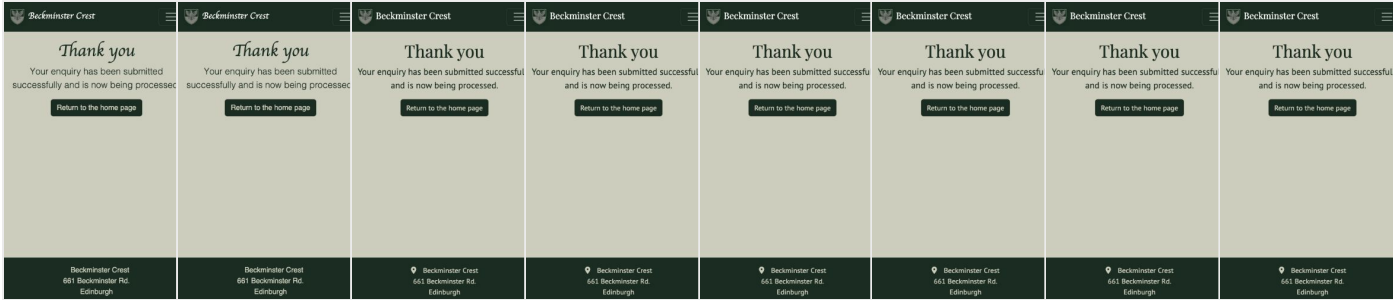 Beckminster Crest
Thank you
Your enquiry has been submitted
successfully and is now being processed
Return to the home page
Beckminster Crest
661 Beckminster Rd.
Edinburgh
Beckminster Crest
Thank you
Your enquiry has been submitted
successfully and is now being processed
Return to the home page
Beckminster Crest
661 Beckminster Rd.
Edinburgh
Beckminster Crest
Thank you
Your enquiry has been submitted successful
and is now being processed.
Return to the home page
Beckminster Crest
661 Beckminster Rd.
Edinburgh
Beckminster Crest
Thank you
Your enquiry has been submitted successful
and is now being processed.
Return to the home page
Beckminster Crest
661 Beckminster Rd.
Edinburgh
Beckminster Crest
Thank you
Your enquiry has been submitted successfu
and is now being processed.
Return to the home page
Beckminster Crest
661 Beckminster Rd.
Edinburgh
Beckminster Crest
Thank you
Your enquiry has been submitted successfu
and is now being processed.
Return to the home page
Beckminster Crest
661 Beckminster Rd.
Edinburgh
Beckminster Crest
Thank you
Your enquiry has been submitted successful
and is now being processed.
Return to the home page
Beckminster Crest
661 Beckminster Rd.
Edinburgh
Beckminster Crest
Thank you
Your enquiry has been submitted successful
and is now being processed.
Return to the home page
Beckminster Crest
661 Beckminster Rd.
Edinburgh